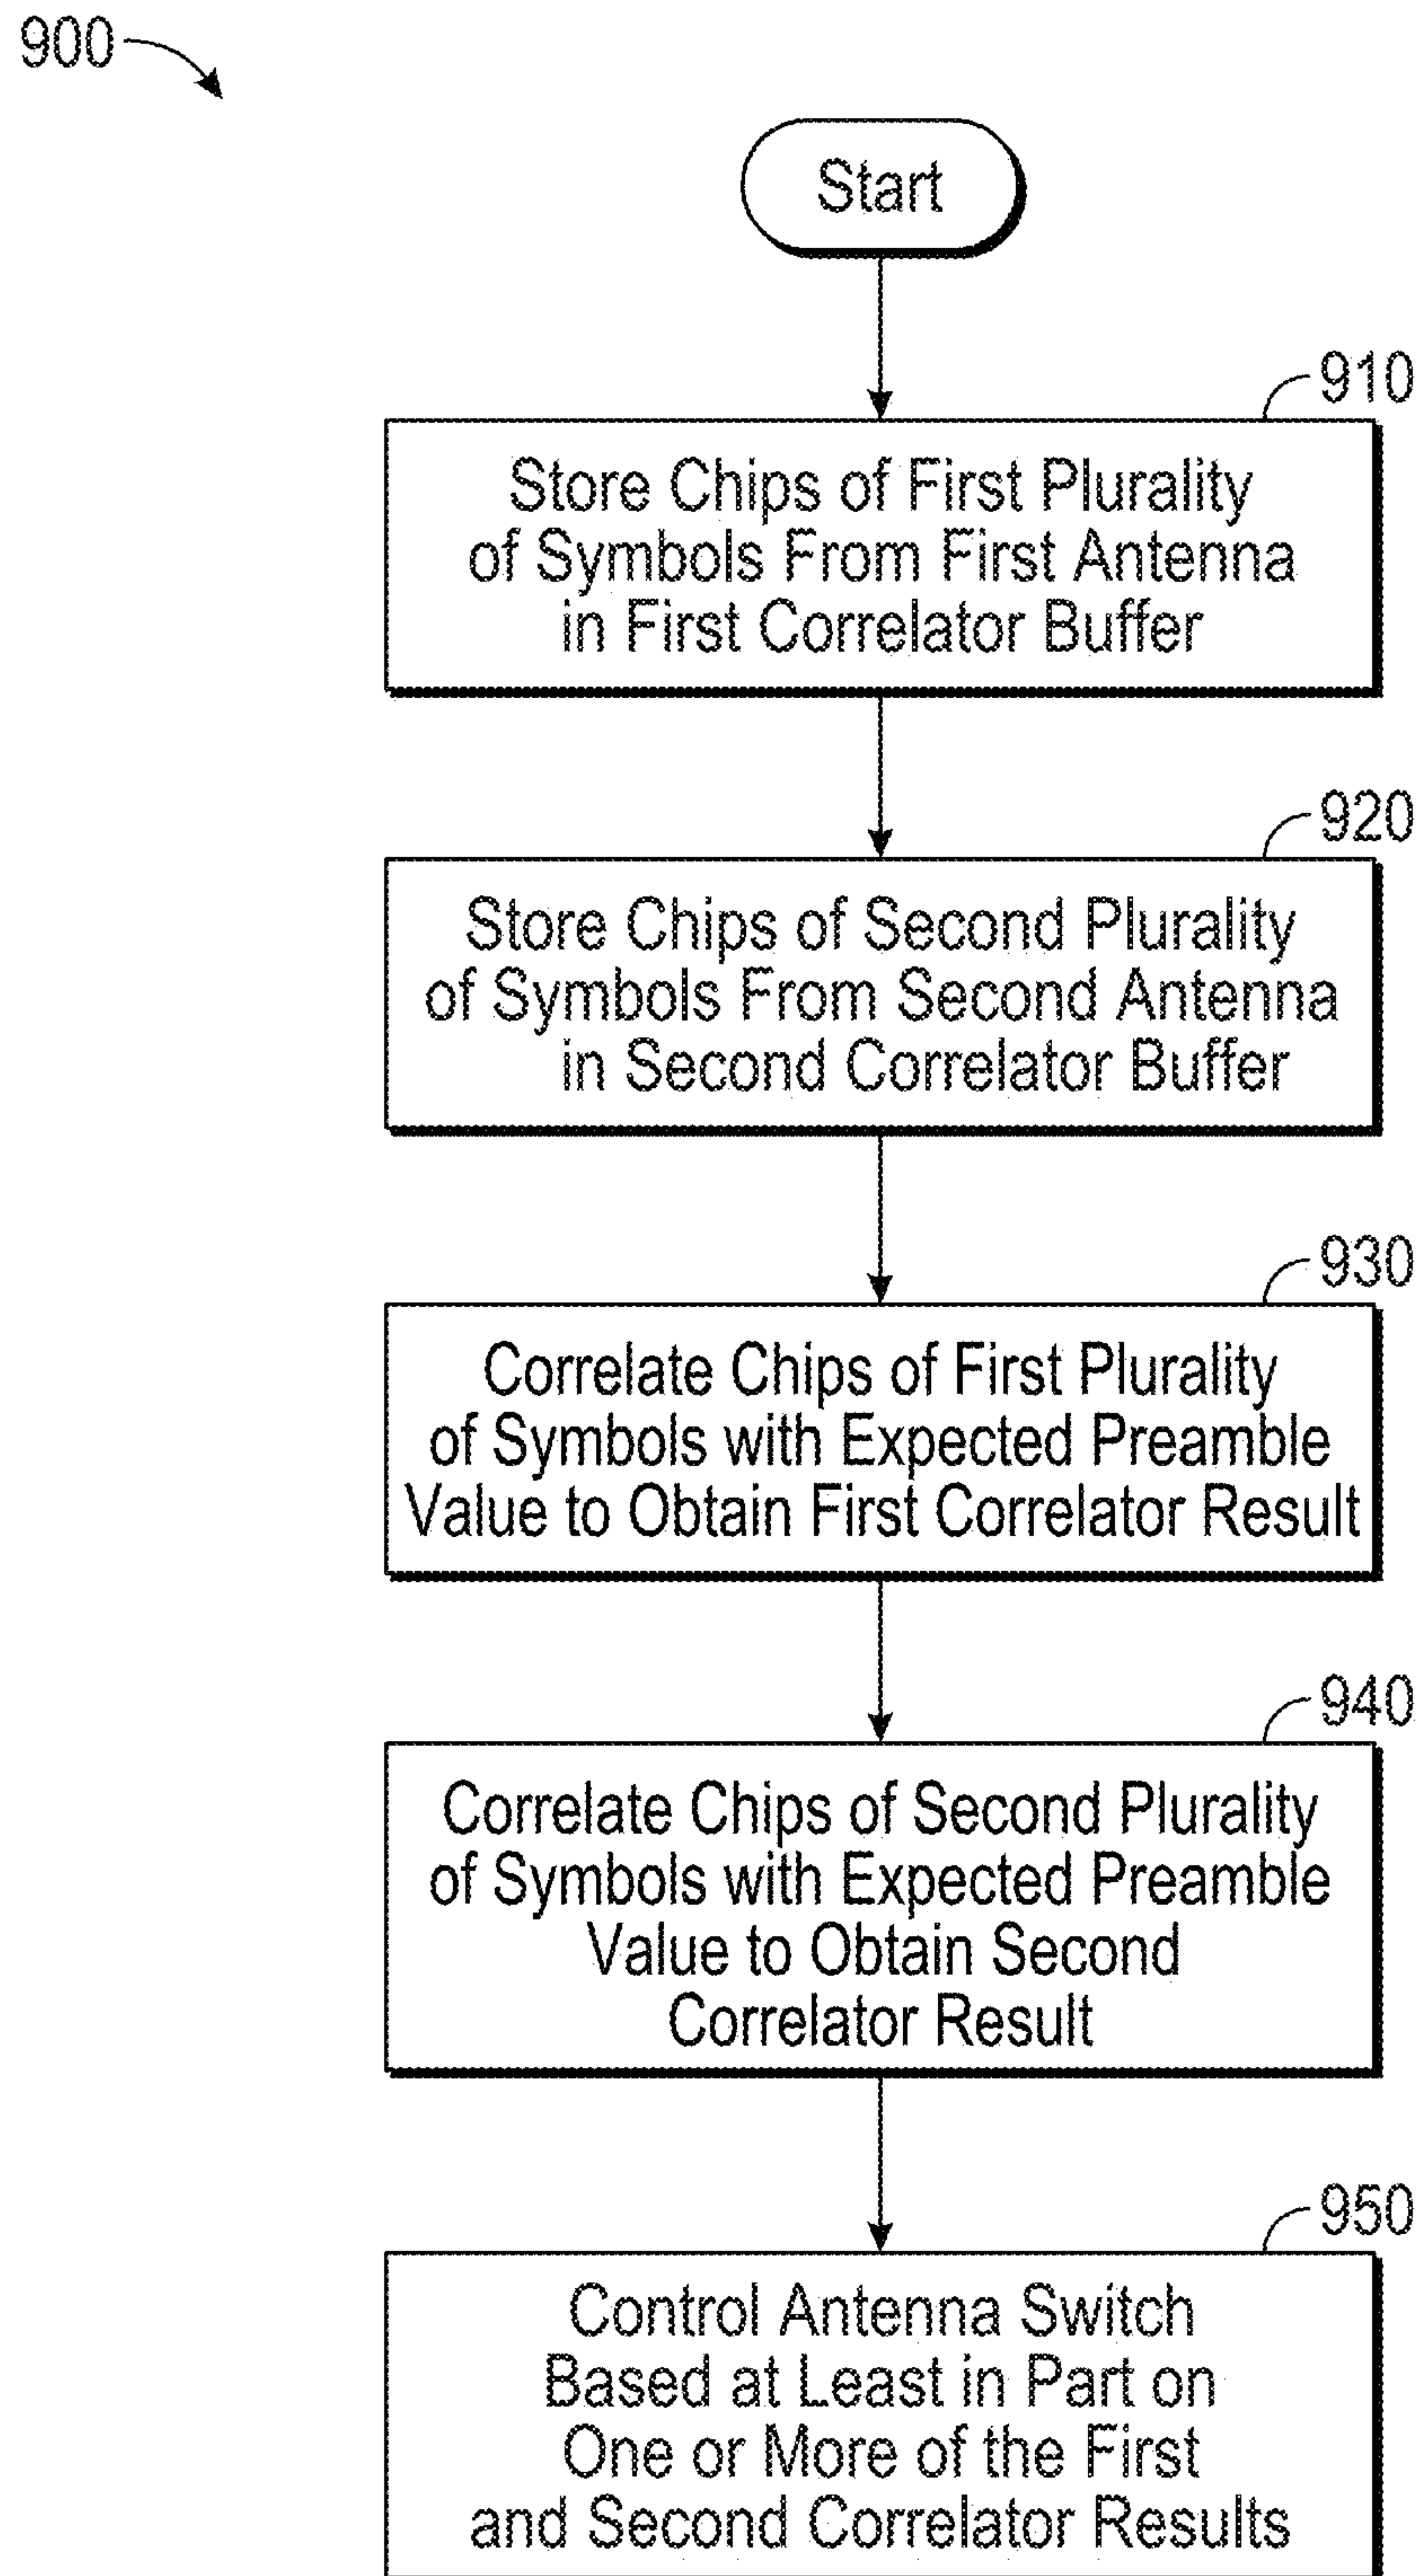 900
Start
910
Store Chips of First Plurality
of Symbols From First Antenna
in First Correlator Buffer
920
Store Chips of Second Plurality
of Symbols From Second Antenna
in Second Correlator Buffer
930
Correlate Chips of First Plurality
of Symbols with Expected Preamble
Value to Obtain First Correlator Result
940
Correlate Chips of Second Plurality
of Symbols with Expected Preamble
Value to Obtain Second
Correlator Result
950
Control Antenna Switch
Based at Least in Part on
One or More of the First
and Second Correlator Results